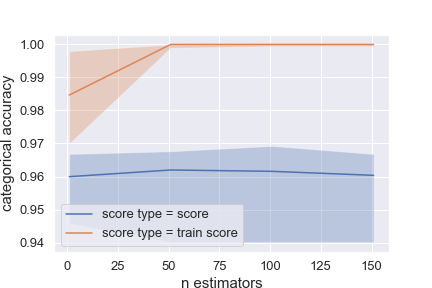 1.00
0.99
0.98
0.97
0.96
0.95
0.94
categorical accuracy
score type = score
score type = train score
0 25 50 75 100 125 150
n estimators